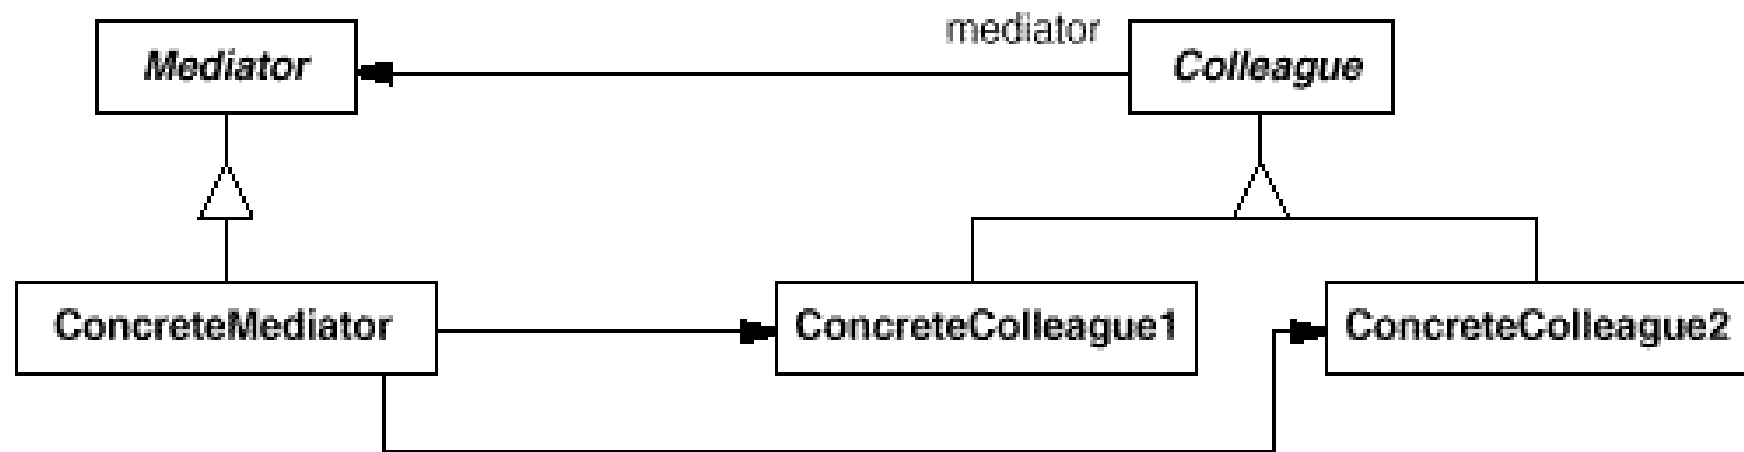 mediator
Mediator
Colleague
ConcreteMediator
ConcreteColleague1
ConcreteColleague2